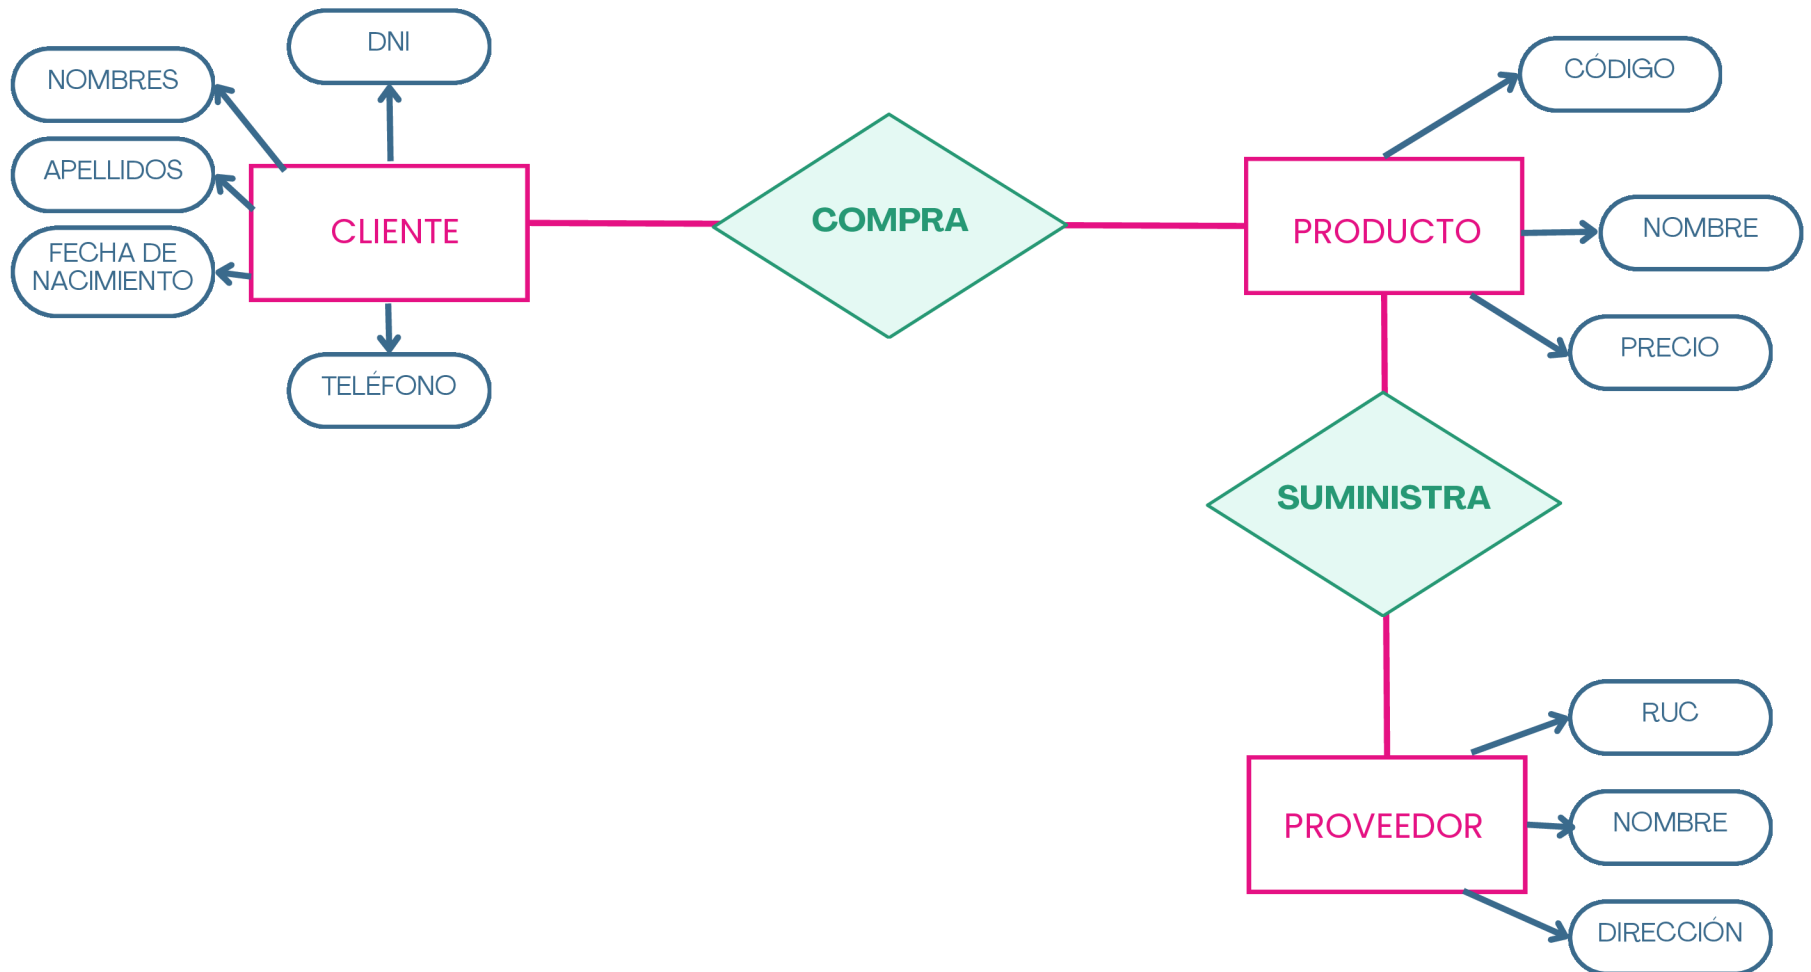 DNI
NOMBRES
APELLIDOS
FECHA DE
NACIMIENTO
CLIENTE
TELÉFONO
COMPRA
CÓDIGO
PRODUCTO
NOMBRE
PRECIO
SUMINISTRA
RUC
PROVEEDOR
NOMBRE
DIRECCIÓN